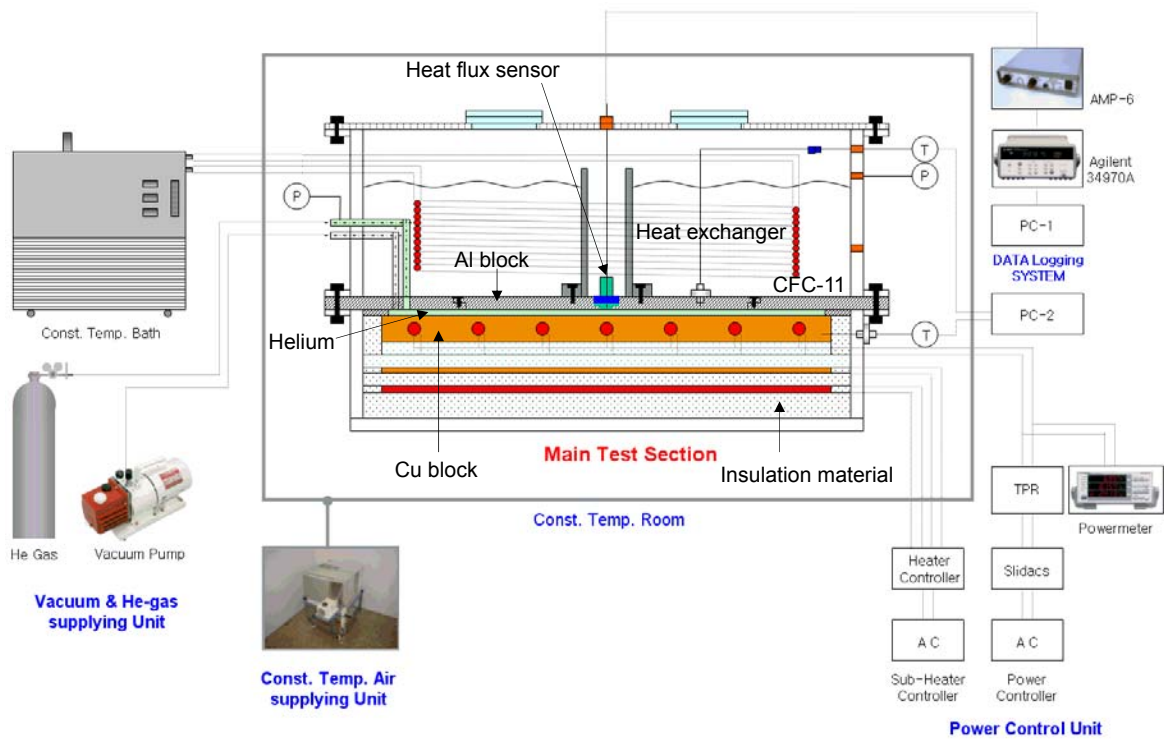 Heat flux sensor
AMP-6
Agilent
34970A
PC-1
DATA Logging
SYSTEM
T
P
P
Heat exchanger
Al block
CFC-11
Const. Temp. Bath
Helium
T
PC-2
Cu block
Main Test Section
Insulation material
Const. Temp. Room
He Gas
Vacuum Pump
Vacuum & He-gas
supplying Unit
Const. Temp. Air
supplying Unit
TPR
Powermeter
Heater
Controller
Slidacs
A C
A C
Sub-Heater
Controller
Power
Controller
Power Control Unit